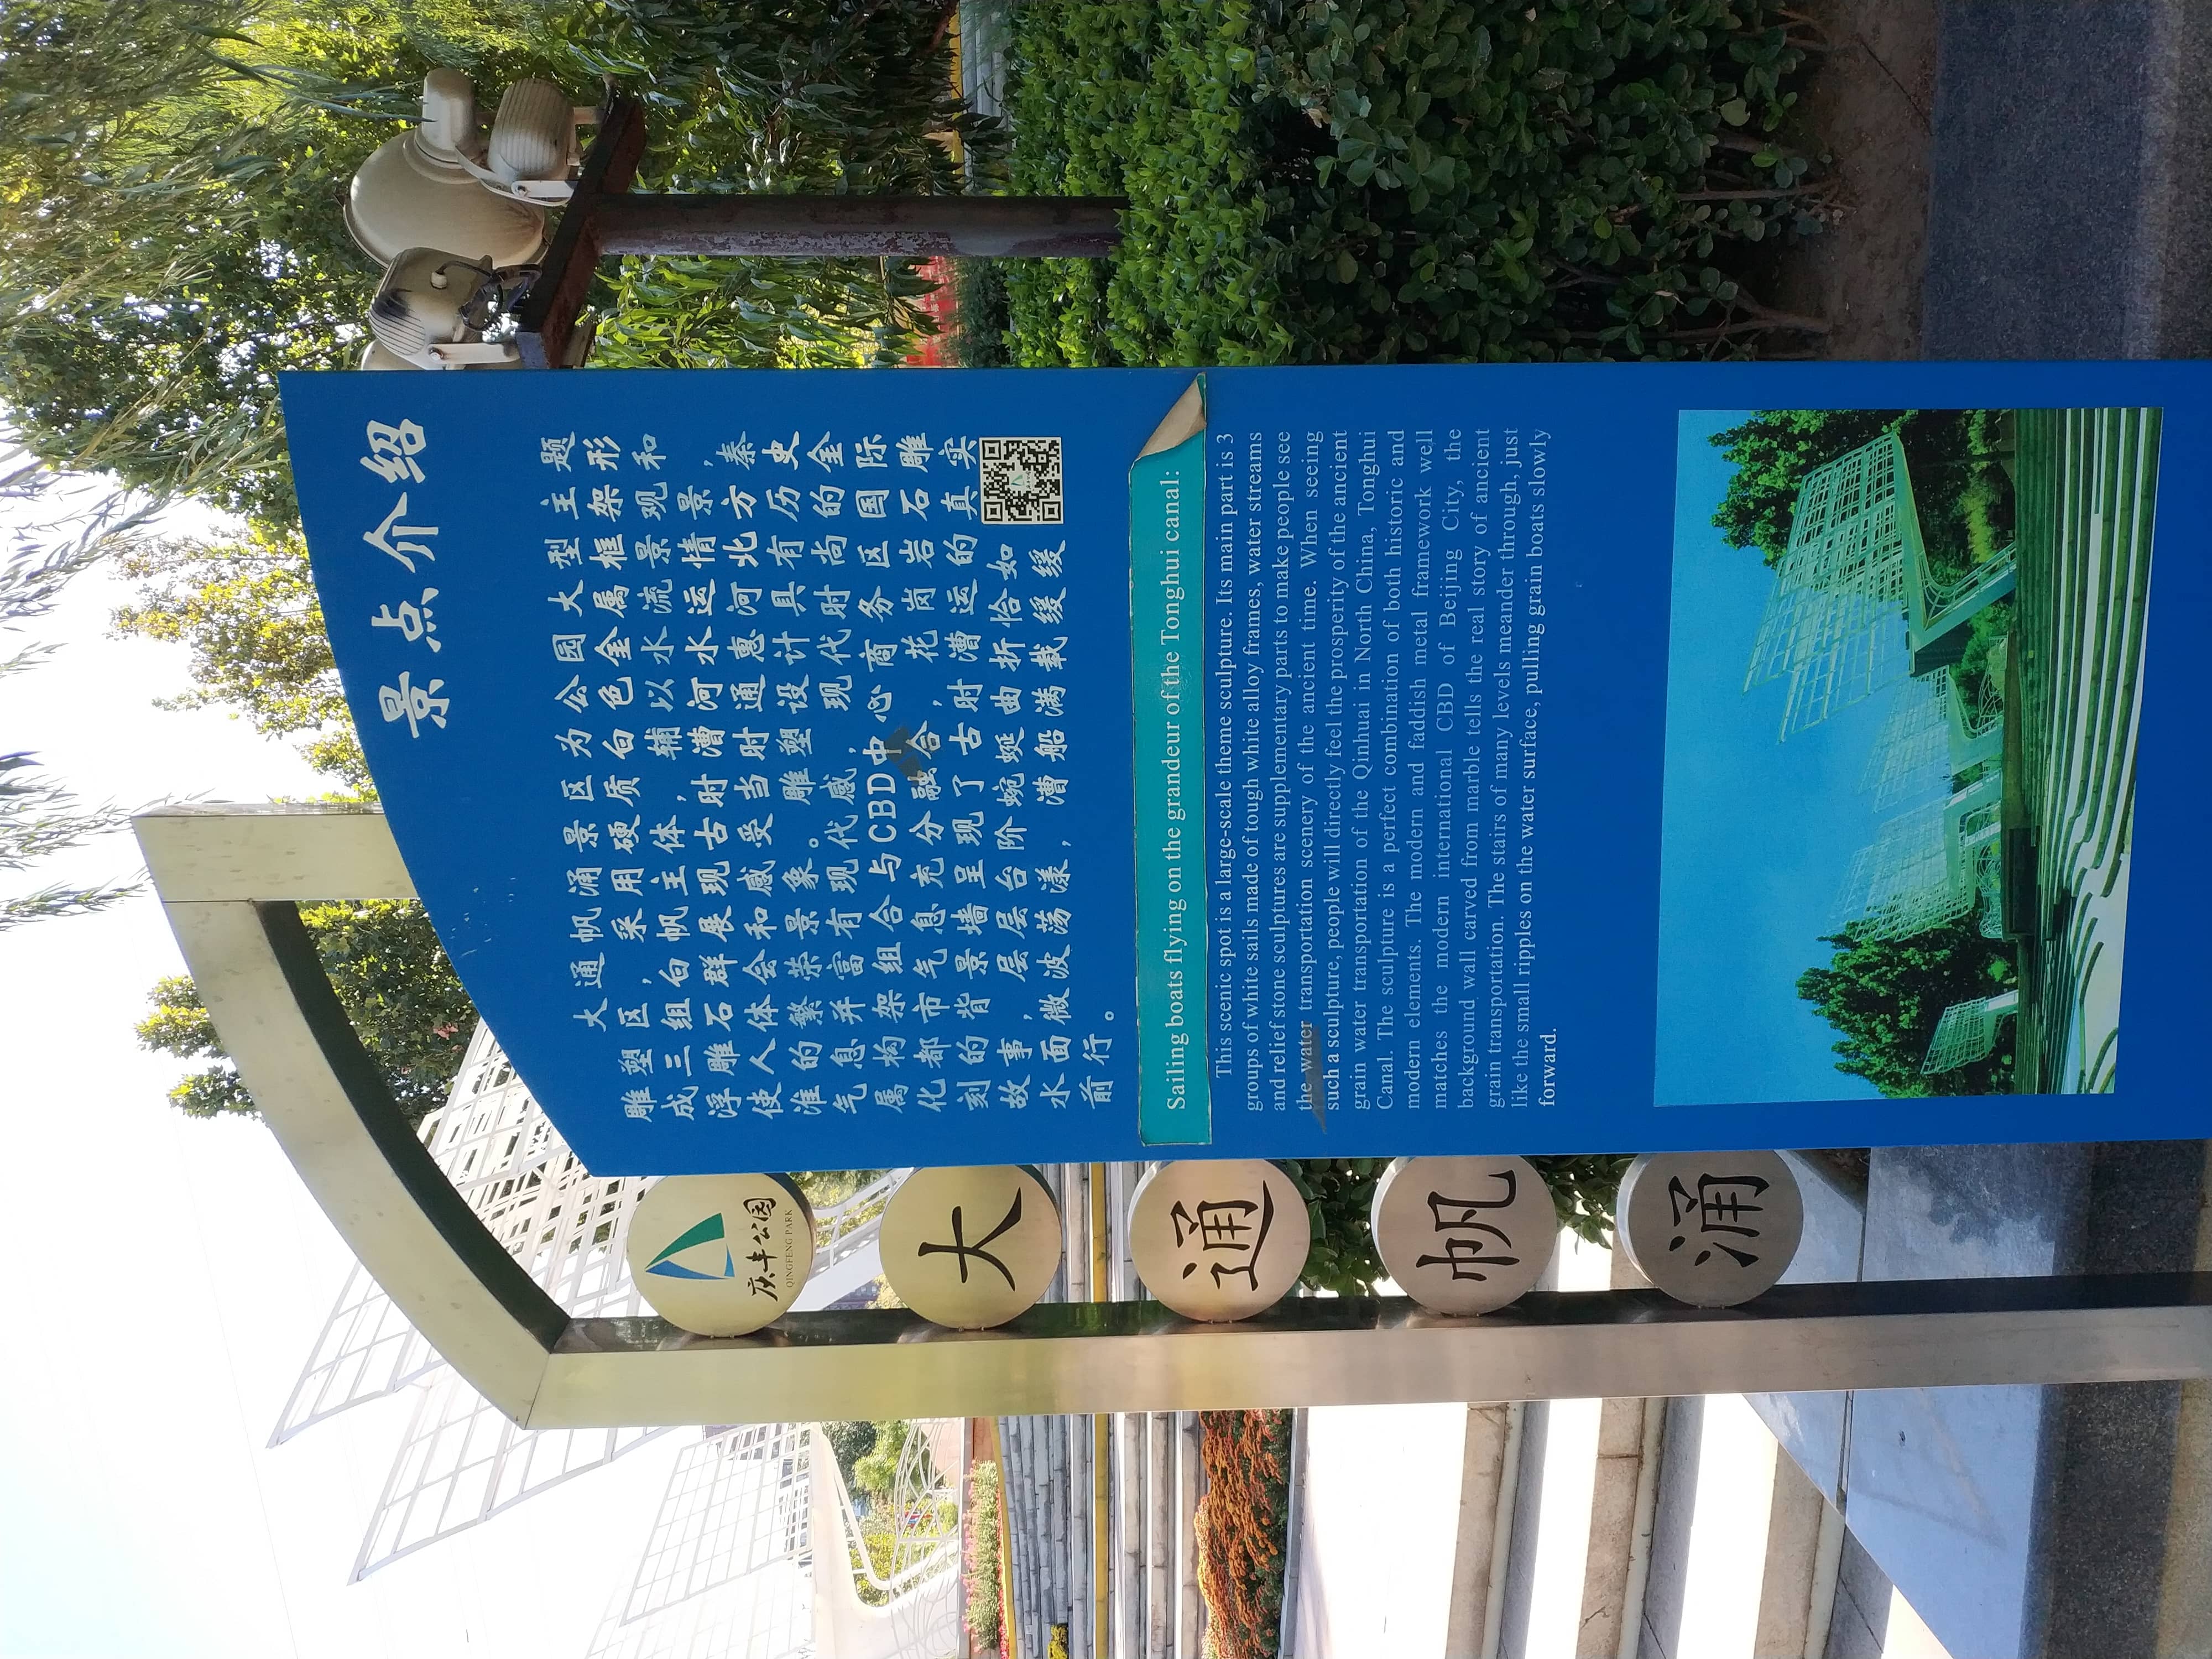 景点介绍
大通帆涌景区为公园大型主题
雕塑区，采用硬质白色金属框架形
成三组白帆主体，辅以水流景观和
浮雕石群展现古时漕河水运情景，
使人体会和感受当时通惠河北方秦
淮的繁荣景象。雕塑设计具有历史
气息并富有现代感，现代时尚的金
属构架组合与CBD中心商务区国际
化都市气息充分融合，花岗岩石雕
刻的背景墙呈现了古时漕运的真实
故事，层层台阶蜿蜒曲折恰如
水面微波荡漾，漕船满载缓缓
前行。
Sailing boats flying on the grandeur of the Tonghui canal:
This scenic spot is a large-scale theme sculpture. Its main part is 3
groups of white sails made of tough white alloy frames, water streams
and relief stone sculptures are supplementary parts to make people see
the water transportation scenery of the ancient time. When seeing
such a sculpture, people will directly feel the prosperity of the ancient
grain water transportation of the Qinhuai in North China, Tonghui
Canal. The sculpture is a perfect combination of both historic and
modern elements. The modern and faddish metal framework well
matches the modern international CBD of Beijing City, the
background wall carved from marble tells the real story of ancient
grain transportation. The stairs of many levels meander through, just
like the small ripples on the water surface, pulling grain boats slowly
forward.
庆丰公园
QINGFENG PARK
大
通
帆
涌